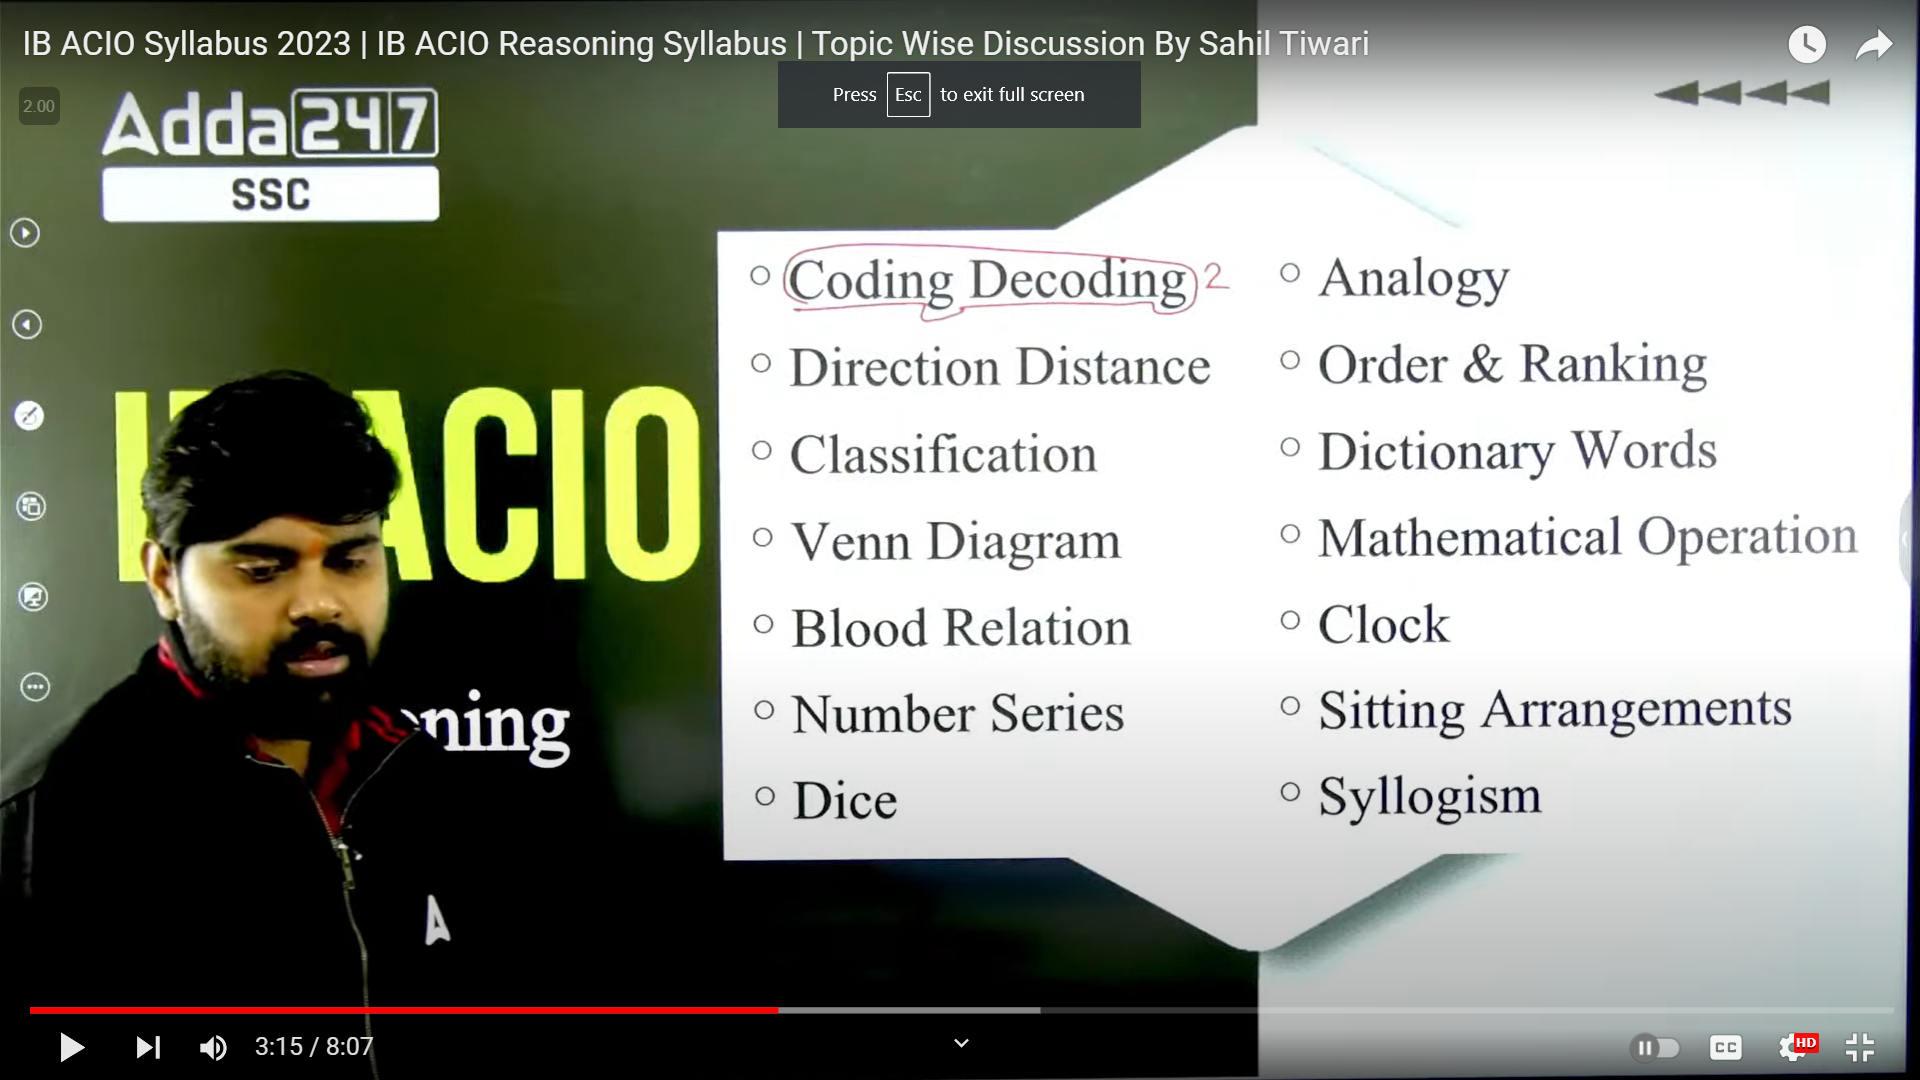 IB ACIO Syllabus 2023 | IB ACIO Reasoning Syllabus | Topic Wise Discussion By Sahil Tiwari
Press Esc to exit full screen
2.00
Adda247
SSC
ACIO
ning
Coding Decoding 2
Direction Distance
Classification
Venn Diagram
Blood Relation
Number Series
Dice
Analogy
Order & Ranking
Dictionary Words
Mathematical Operation
Clock
Sitting Arrangements
Syllogism
3:15 / 8:07
CC
HD